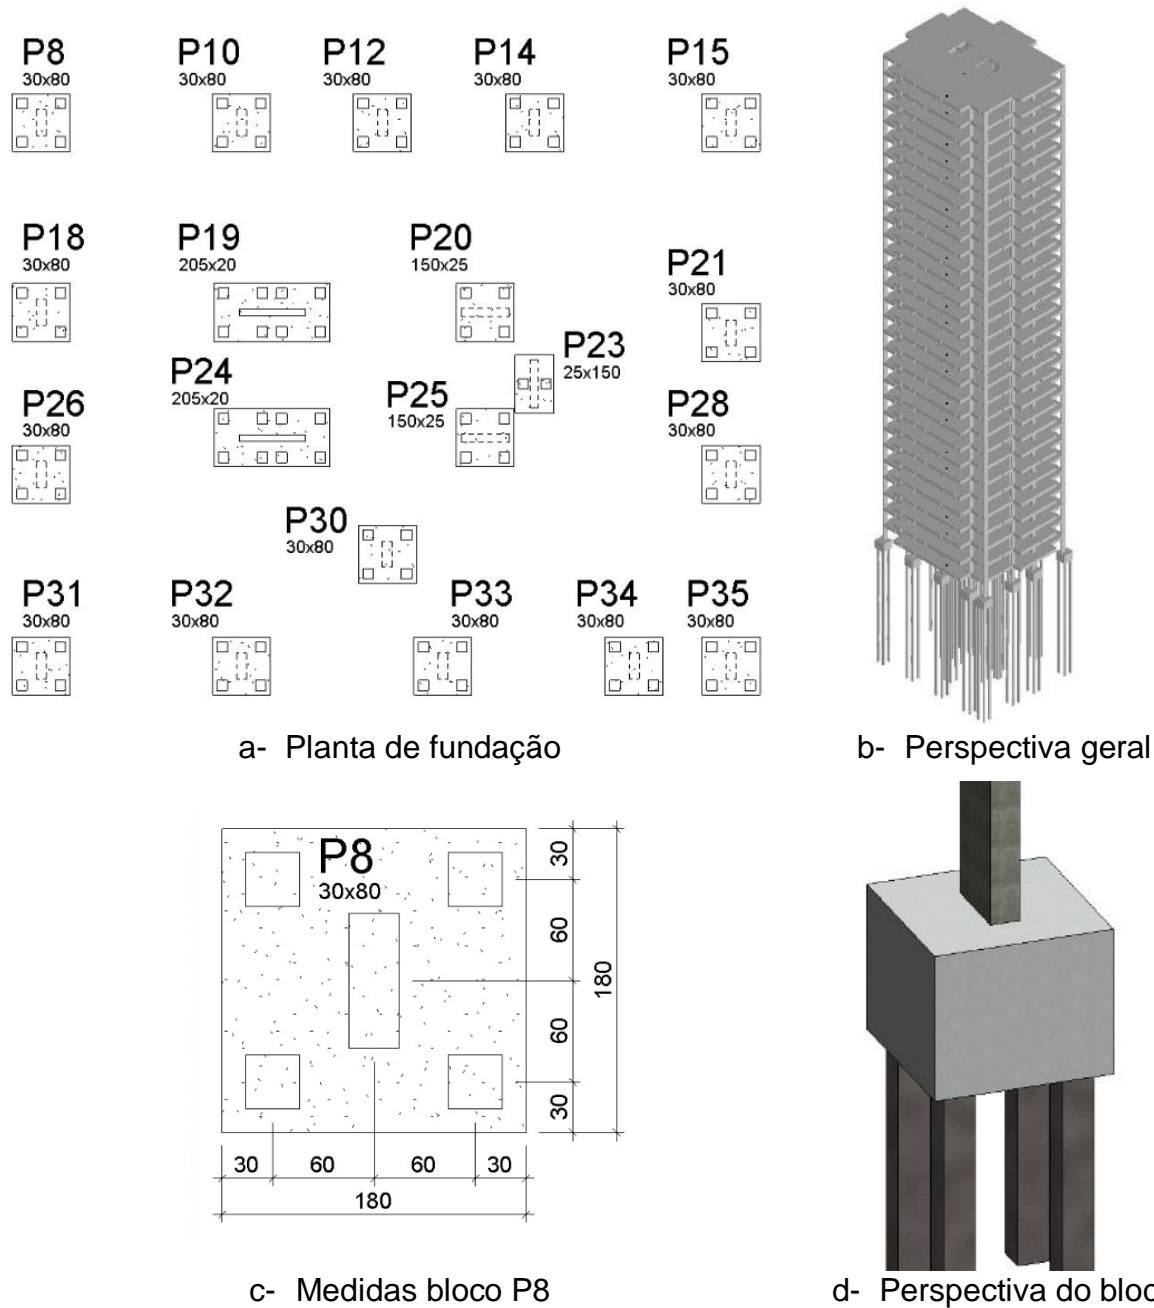 P8 P10 P12 P14 P15
30x80 30x80 30x80 30x80 30x80
P18 P19 P20
30x80 205x20 150x25
P21
30x80
P23
25x150
P24
205x20
P25
150x25
P26 P28
30x80 30x80
P30
30x80
P31 P32 P33 P34 P35
30x80 30x80 30x80 30x80 30x80
a- Planta de fundação
b- Perspectiva geral
P8
30x80
30
60
60
30
180
30 60 60 30
180
c- Medidas bloco P8
d- Perspectiva do bloc